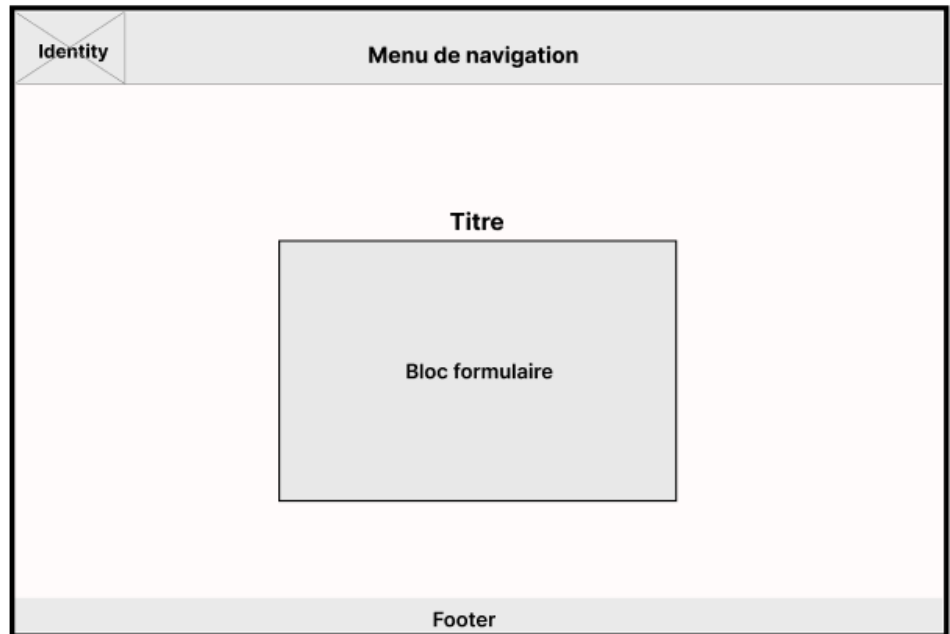 Identity
Menu de navigation
Titre
Bloc formulaire
Footer